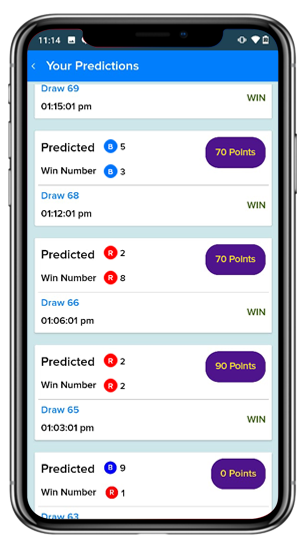 11:14
Your Predictions
Draw 69
01:15:01 pm
WIN
Predicted B 5
70 Points
Win Number B 3
Draw 68
01:12:01 pm
WIN
Predicted R 2
70 Points
Win Number R 8
Draw 66
01:06:01 pm
WIN
Predicted R 2
90 Points
Win Number R 2
Draw 65
01:03:01 pm
WIN
Predicted B 9
0 Points
Win Number R 1
Draw 63